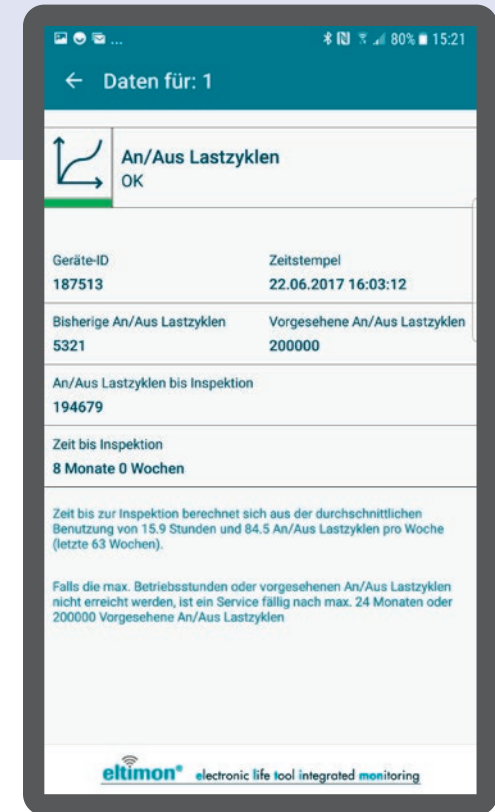 ... 80% 15:21
← Daten für: 1
An/Aus Lastzyklen
OK
Geräte-ID Zeitstempel
187513 22.06.2017 16:03:12
Bisherige An/Aus Lastzyklen Vorgesehene An/Aus Lastzyklen
5321 200000
An/Aus Lastzyklen bis Inspektion
194679
Zeit bis Inspektion
8 Monate 0 Wochen
Zeit bis zur Inspektion berechnet sich aus der durchschnittlichen
Benutzung von 15.9 Stunden und 84.5 An/Aus Lastzyklen pro Woche
(letzte 63 Wochen).
Falls die max. Betriebsstunden oder vorgesehenen An/Aus Lastzyklen
nicht erreicht werden, ist ein Service fällig nach max. 24 Monaten oder
200000 Vorgesehene An/Aus Lastzyklen
eltimon® electronic life tool integrated monitoring